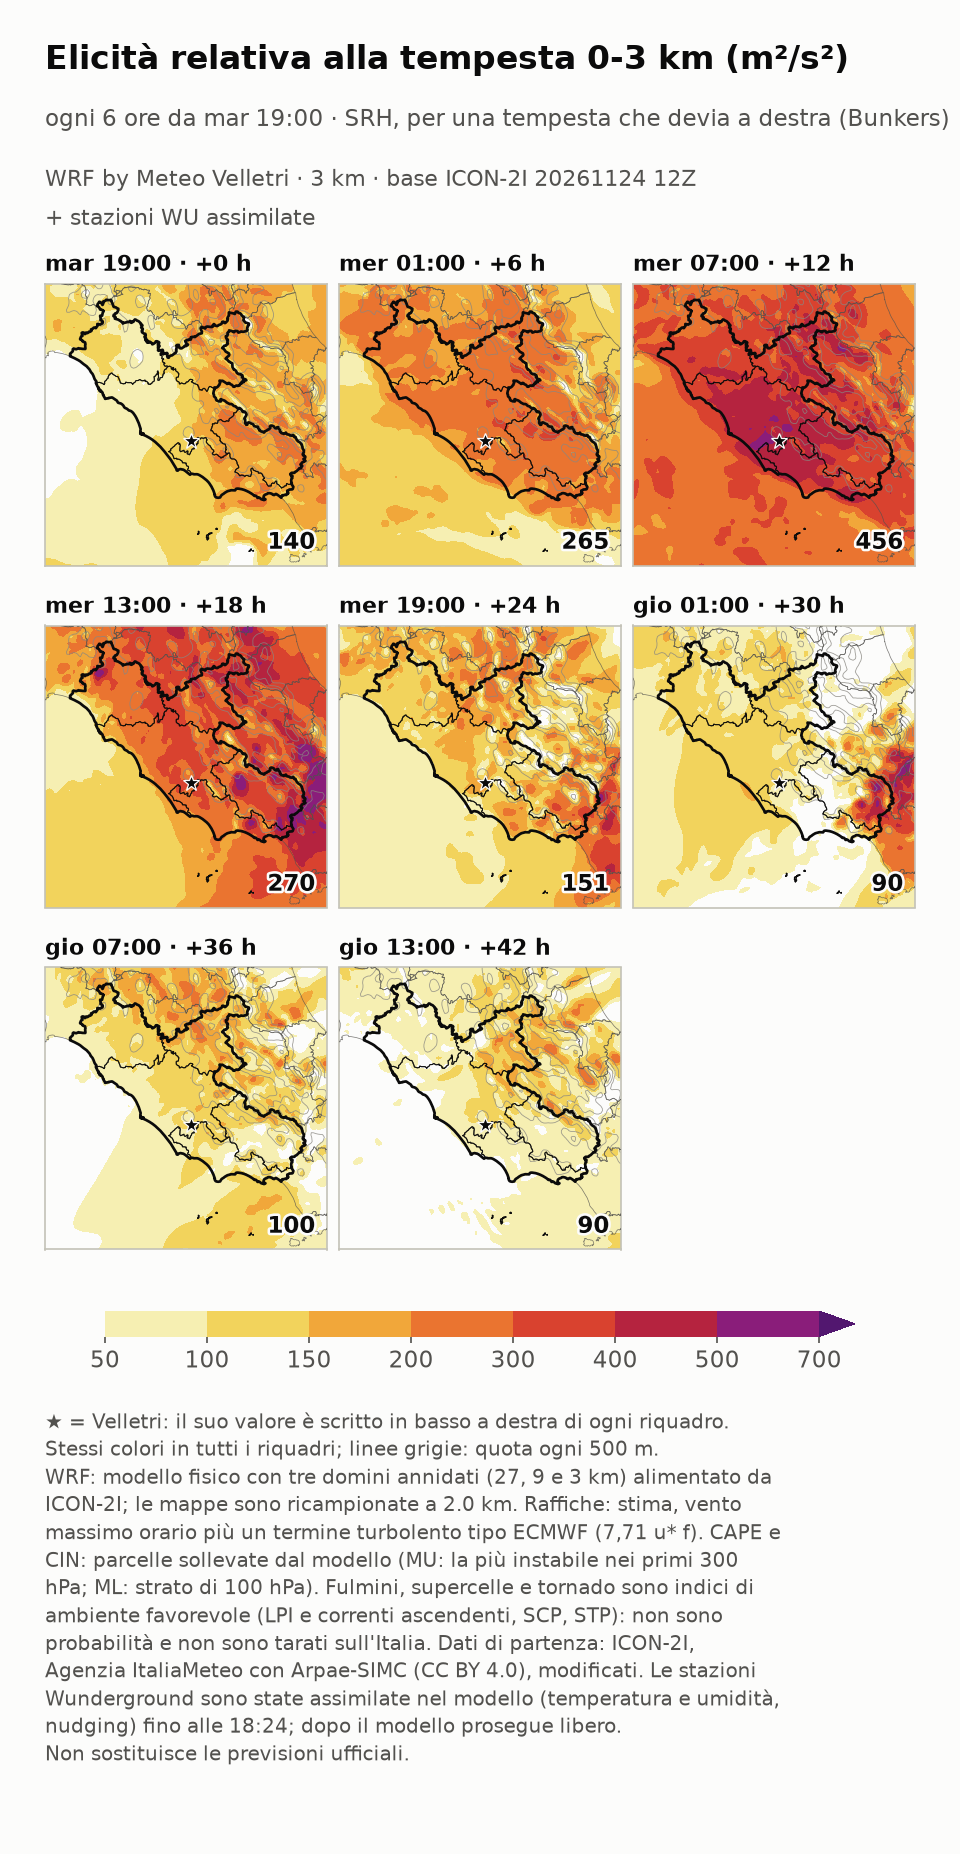 Elicità relativa alla tempesta 0-3 km (m²/s²)
ogni 6 ore da mar 19:00 · SRH, per una tempesta che devia a destra (Bunkers)
WRF by Meteo Velletri · 3 km · base ICON-2I 20261124 12Z
+ stazioni WU assimilate
mar 19:00 · +0 h
mer 01:00 · +6 h
mer 07:00 · +12 h
140
265
456
mer 13:00 · +18 h
mer 19:00 · +24 h
gio 01:00 · +30 h
270
151
90
gio 07:00 · +36 h
gio 13:00 · +42 h
100
90
50 100 150 200 300 400 500 700
★ = Velletri: il suo valore è scritto in basso a destra di ogni riquadro.
Stessi colori in tutti i riquadri; linee grigie: quota ogni 500 m.
WRF: modello fisico con tre domini annidati (27, 9 e 3 km) alimentato da
ICON-2I; le mappe sono ricampionate a 2.0 km. Raffiche: stima, vento
massimo orario più un termine turbolento tipo ECMWF (7,71 u* f). CAPE e
CIN: parcelle sollevate dal modello (MU: la più instabile nei primi 300
hPa; ML: strato di 100 hPa). Fulmini, supercelle e tornado sono indici di
ambiente favorevole (LPI e correnti ascendenti, SCP, STP): non sono
probabilità e non sono tarati sull'Italia. Dati di partenza: ICON-2I,
Agenzia ItaliaMeteo con Arpae-SIMC (CC BY 4.0), modificati. Le stazioni
Wunderground sono state assimilate nel modello (temperatura e umidità,
nudging) fino alle 18:24; dopo il modello prosegue libero.
Non sostituisce le previsioni ufficiali.